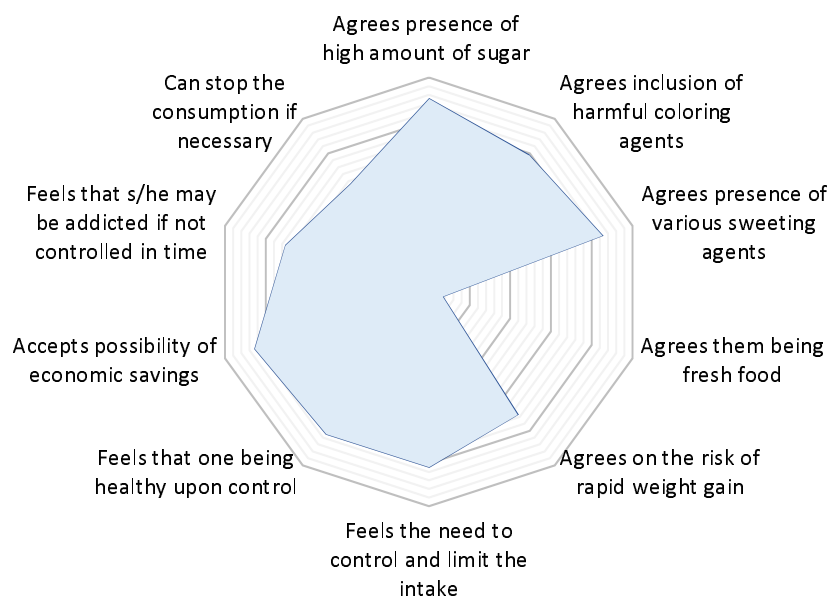 Agrees presence of
high amount of sugar
Agrees inclusion of
harmful coloring
agents
Agrees presence of
various sweeting
agents
Agrees them being
fresh food
Agrees on the risk of
rapid weight gain
Feels the need to
control and limit the
intake
Feels that one being
healthy upon control
Accepts possibility of
economic savings
Feels that s/he may
be addicted if not
controlled in time
Can stop the
consumption if
necessary